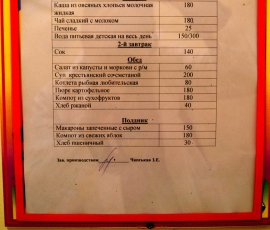 Каша из овсяных хлопьев молочная жидкая 180
Чай сладкий с молоком 180
Печенье 25
Вода питьевая детская на весь день 150/300
2-й завтрак
Сок 140
Обед
Салат из капусты и моркови с р/м 60
Суп крестьянский со сметаной 200
Котлета рыбная любительская 80
Пюре картофельное 180
Компот из сухофруктов 180
Хлеб ржаной 40
Полдник
Макароны запеченные с сыром 150
Компот из свежих яблок 180
Хлеб пшеничный 30
Зав. производством